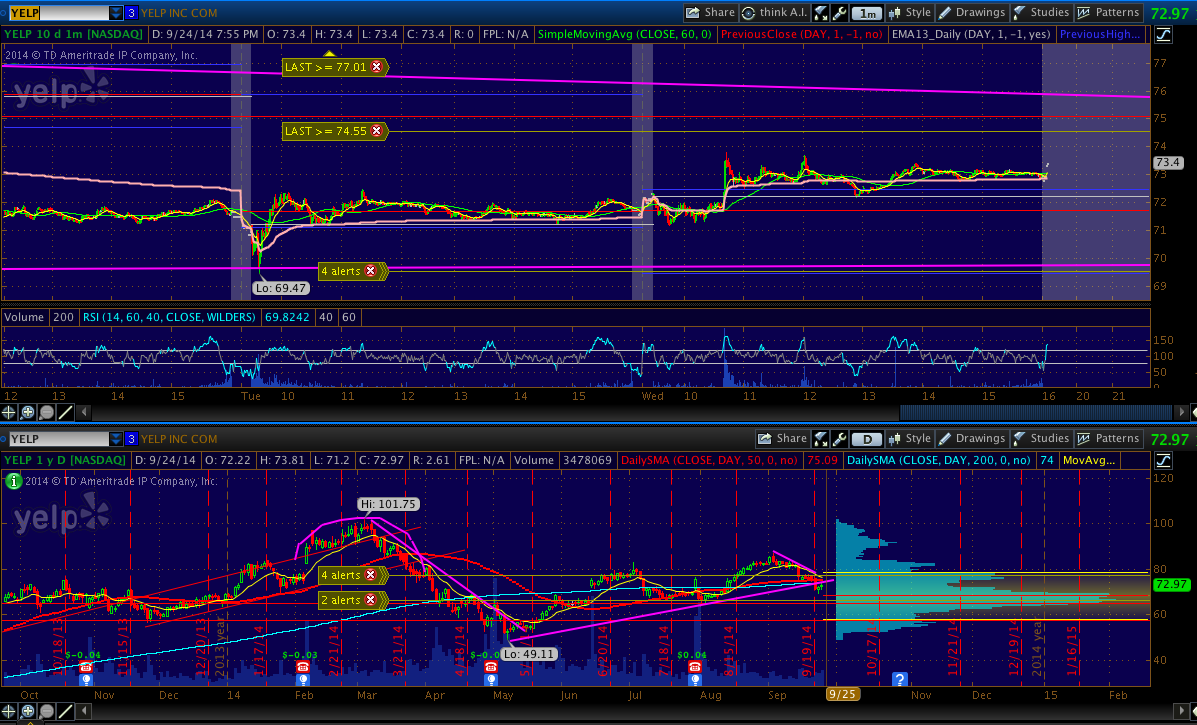 YELP 3 YELP INC COM Share think A.I. 1m Style Drawings Studies Patterns 72.97
YELP 10 d 1m [NASDAQ] D: 9/24/14 7:55 PM O: 73.4 H: 73.4 L: 73.4 C: 73.4 R: 0 FPL: N/A SimpleMovingAvg (CLOSE, 60, 0) PreviousClose (DAY, 1, -1, no) EMA13_Daily (DAY, 1, -1, yes) PreviousHigh...
2014 © TD Ameritrade IP Company, Inc.
yelp
LAST >= 77.01
LAST >= 74.55
4 alerts
Lo: 69.47
77
76
75
74
73.4
73
72
71
70
69
Volume 200 RSI (14, 60, 40, CLOSE, WILDERS) 69.8242 40 60
150
100
50
0
12 13 14 15 Tue 10 11 12 13 14 15 Wed 10 11 12 13 14 15 16 20 21
YELP 3 YELP INC COM Share D Style Drawings Studies Patterns 72.97
YELP 1 y D [NASDAQ] D: 9/24/14 O: 72.22 H: 73.81 L: 71.2 C: 72.97 R: 2.61 FPL: N/A Volume 3478069 DailySMA (CLOSE, DAY, 50, 0, no) 75.09 DailySMA (CLOSE, DAY, 200, 0, no) 74 MovAvg...
i 2014 © TD Ameritrade IP Company, Inc.
yelp
Hi: 101.75
4 alerts
2 alerts
Lo: 49.11
120
100
80
72.97
60
40
12/20/13
2013 year
1/17/14
2/21/14
3/21/14
4/18/14
6/20/14
7/18/14
8/15/14
9/19/14
10/17/14
11/21/14
12/19/14
2014 year
1/16/15
$-0.04
$-0.03
$0.04
?
Oct Nov Dec 14 Feb Mar Apr May Jun Jul Aug Sep 9/25 Nov Dec 15 Feb